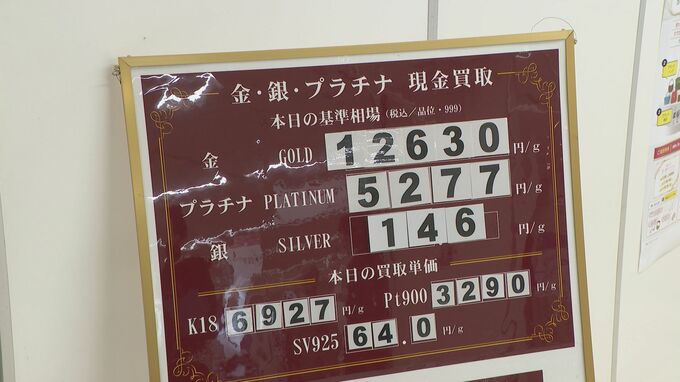 金・銀・プラチナ 現金買取
本日の基準相場（税込／品位・999）
金 GOLD 12630 円/g
プラチナ PLATINUM 5277 円/g
銀 SILVER 146 円/g
本日の買取単価
K18 6927 円/g Pt900 3290 円/g
SV925 64.0 円/g